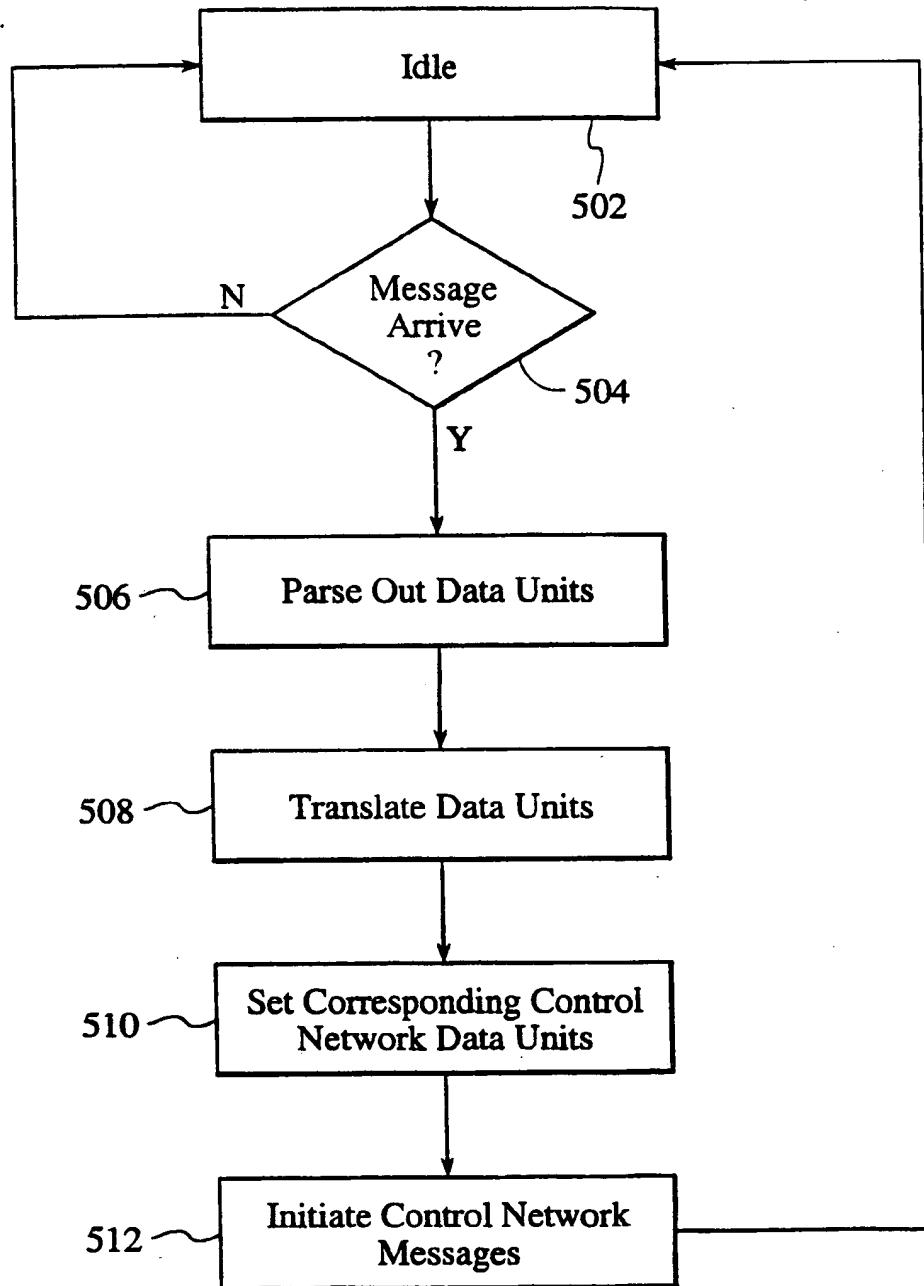 Idle
502
N
Message
Arrive
?
504
Y
506
Parse Out Data Units
508
Translate Data Units
510
Set Corresponding Control
Network Data Units
512
Initiate Control Network
Messages